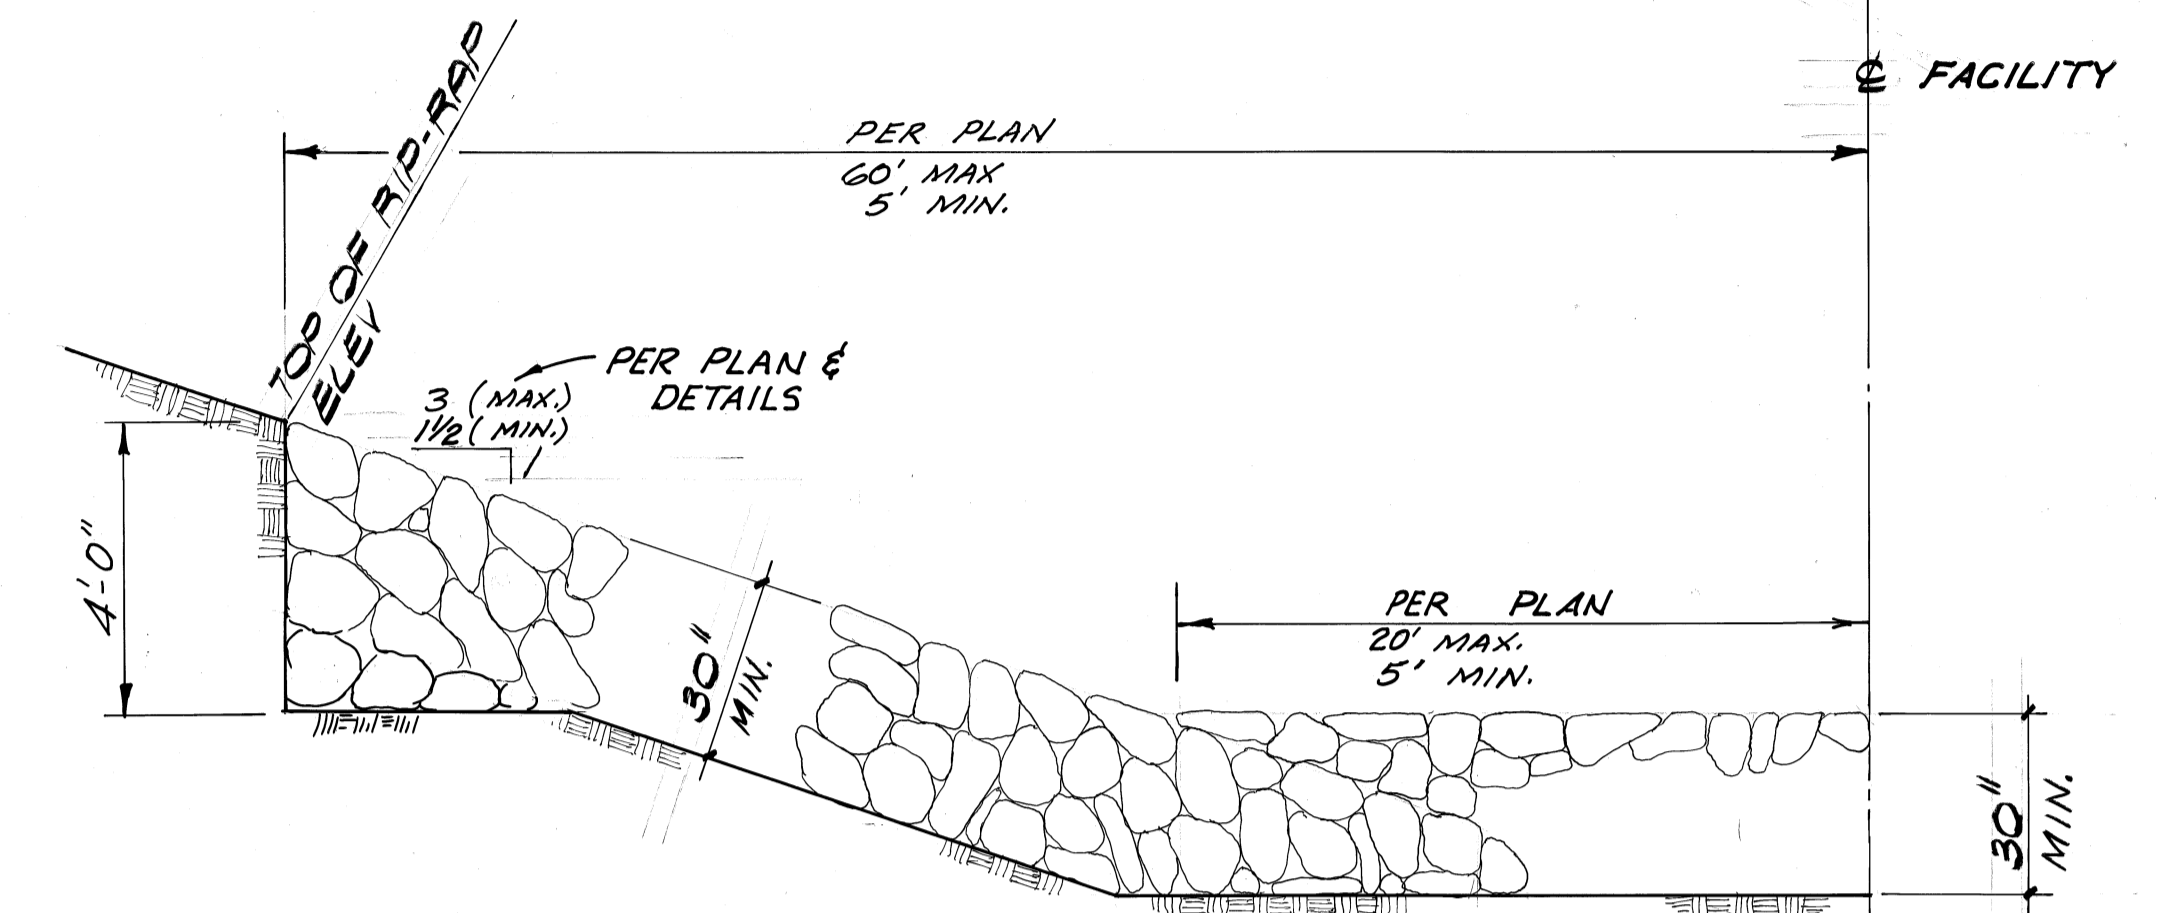 ℄ FACILITY
PER PLAN
60' MAX
5' MIN.
TOP OF RIP-RAP
ELEV
PER PLAN &
DETAILS
3 (MAX.)
1½ (MIN.)
4'-0"
30"
MIN.
PER PLAN
20' MAX.
5' MIN.
30"
MIN.